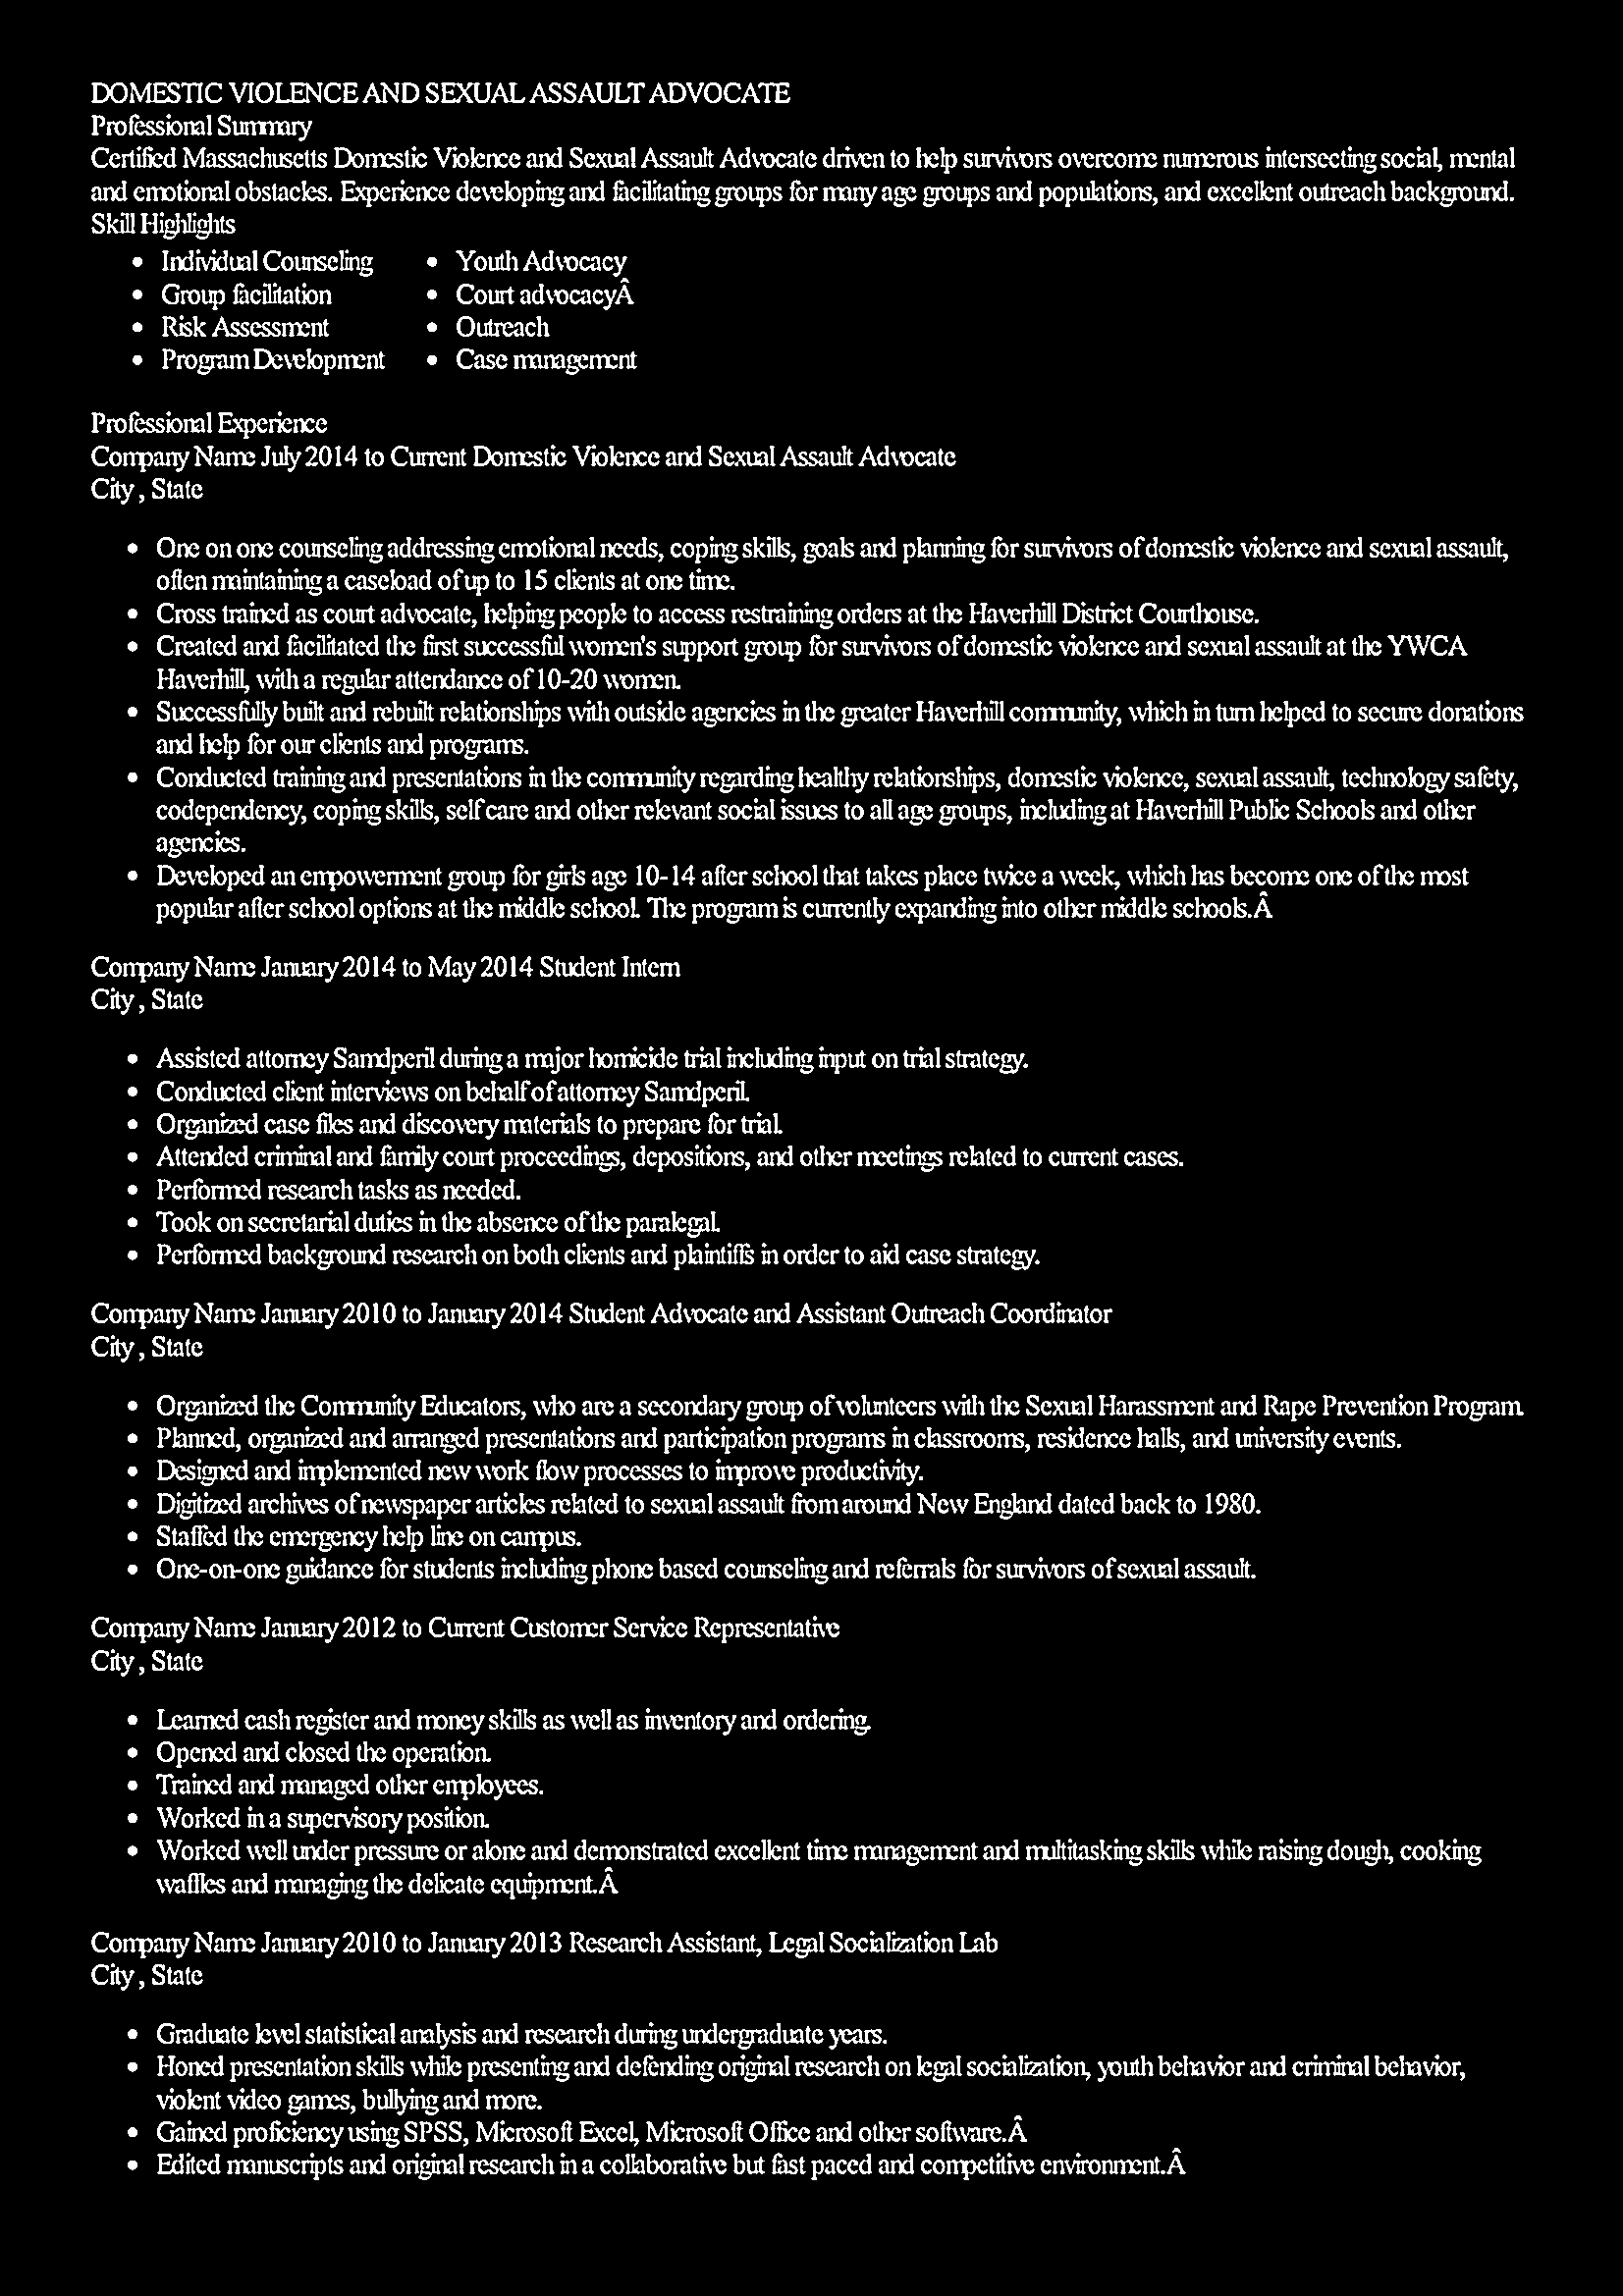 DOMESTIC VIOLENCE AND SEXUAL ASSAULT ADVOCATE
Professional Summary
Certified Massachusetts Domestic Violence and Sexual Assault Advocate driven to help survivors overcome numerous intersecting social, mental
and emotional obstacles. Experience developing and facilitating groups for many age groups and populations, and excellent outreach background.
Skill Highlights
• Individual Counseling
• Group facilitation
• Risk Assessment
• Program Development
• Youth Advocacy
• Court advocacyÂ
• Outreach
• Case management
Professional Experience
Company Name July 2014 to Current Domestic Violence and Sexual Assault Advocate
City , State
• One on one counseling addressing emotional needs, coping skills, goals and planning for survivors of domestic violence and sexual assault,
often maintaining a caseload of up to 15 clients at one time.
• Cross trained as court advocate, helping people to access restraining orders at the Haverhill District Courthouse.
• Created and facilitated the first successful women's support group for survivors of domestic violence and sexual assault at the YWCA
Haverhill, with a regular attendance of 10-20 women.
• Successfully built and rebuilt relationships with outside agencies in the greater Haverhill community, which in turn helped to secure donations
and help for our clients and programs.
• Conducted training and presentations in the community regarding healthy relationships, domestic violence, sexual assault, technology safety,
codependency, coping skills, self care and other relevant social issues to all age groups, including at Haverhill Public Schools and other
agencies.
• Developed an empowerment group for girls age 10-14 after school that takes place twice a week, which has become one of the most
popular after school options at the middle school. The program is currently expanding into other middle schools.Â
Company Name January 2014 to May 2014 Student Intern
City , State
• Assisted attorney Samdperil during a major homicide trial including input on trial strategy.
• Conducted client interviews on behalf of attorney Samdperil.
• Organized case files and discovery materials to prepare for trial.
• Attended criminal and family court proceedings, depositions, and other meetings related to current cases.
• Performed research tasks as needed.
• Took on secretarial duties in the absence of the paralegal.
• Performed background research on both clients and plaintiffs in order to aid case strategy.
Company Name January 2010 to January 2014 Student Advocate and Assistant Outreach Coordinator
City , State
• Organized the Community Educators, who are a secondary group of volunteers with the Sexual Harassment and Rape Prevention Program.
• Planned, organized and arranged presentations and participation programs in classrooms, residence halls, and university events.
• Designed and implemented new work flow processes to improve productivity.
• Digitized archives of newspaper articles related to sexual assault from around New England dated back to 1980.
• Staffed the emergency help line on campus.
• One-on-one guidance for students including phone based counseling and referrals for survivors of sexual assault.
Company Name January 2012 to Current Customer Service Representative
City , State
• Learned cash register and money skills as well as inventory and ordering.
• Opened and closed the operation.
• Trained and managed other employees.
• Worked in a supervisory position.
• Worked well under pressure or alone and demonstrated excellent time management and multitasking skills while raising dough, cooking
waffles and managing the delicate equipment.Â
Company Name January 2010 to January 2013 Research Assistant, Legal Socialization Lab
City , State
• Graduate level statistical analysis and research during undergraduate years.
• Honed presentation skills while presenting and defending original research on legal socialization, youth behavior and criminal behavior,
violent video games, bullying and more.
• Gained proficiency using SPSS, Microsoft Excel, Microsoft Office and other software.Â
• Edited manuscripts and original research in a collaborative but fast paced and competitive environment.Â